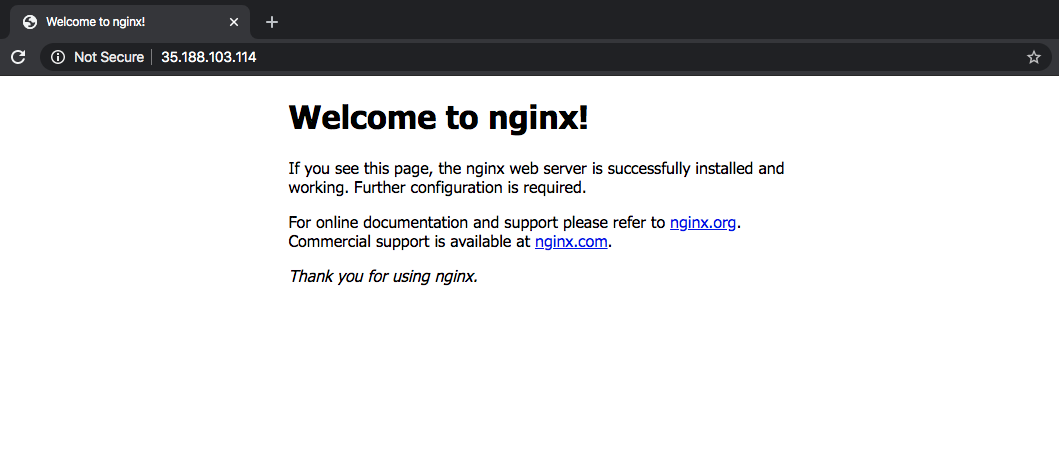 Welcome to nginx!
Not Secure
35.188.103.114
Welcome to nginx!
If you see this page, the nginx web server is successfully installed and
working. Further configuration is required.
For online documentation and support please refer to nginx.org.
Commercial support is available at nginx.com.
Thank you for using nginx.